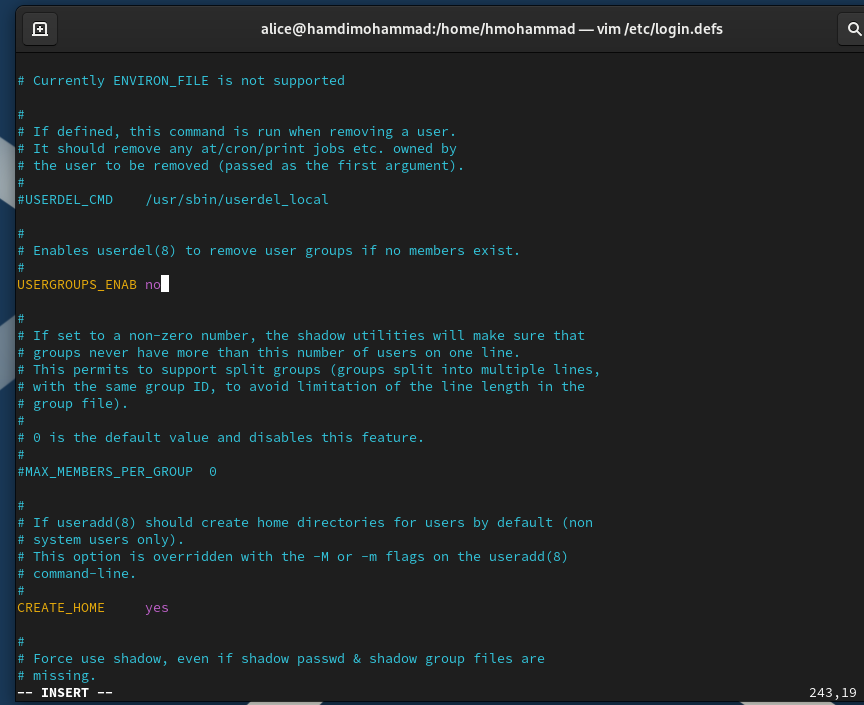 alice@hamdimohammad:/home/hmohammad — vim /etc/login.defs
# Currently ENVIRON_FILE is not supported
#
# If defined, this command is run when removing a user.
# It should remove any at/cron/print jobs etc. owned by
# the user to be removed (passed as the first argument).
#
#USERDEL_CMD    /usr/sbin/userdel_local
#
# Enables userdel(8) to remove user groups if no members exist.
#
USERGROUPS_ENAB no
#
# If set to a non-zero number, the shadow utilities will make sure that
# groups never have more than this number of users on one line.
# This permits to support split groups (groups split into multiple lines,
# with the same group ID, to avoid limitation of the line length in the
# group file).
#
# 0 is the default value and disables this feature.
#
#MAX_MEMBERS_PER_GROUP  0
#
# If useradd(8) should create home directories for users by default (non
# system users only).
# This option is overridden with the -M or -m flags on the useradd(8)
# command-line.
#
CREATE_HOME     yes
#
# Force use shadow, even if shadow passwd & shadow group files are
# missing.
-- INSERT --    243,19